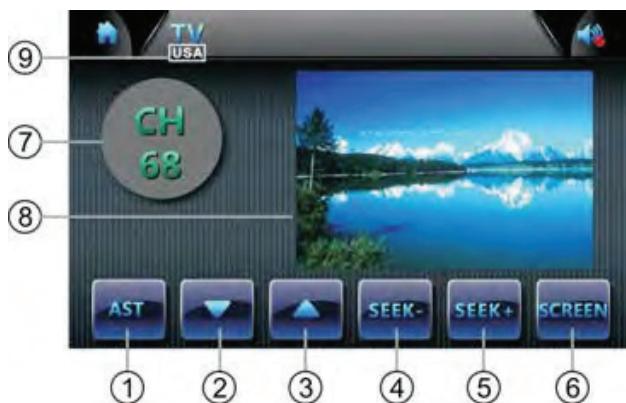 TV
⑨ USA
CH
⑦
68
⑧
AST SEEK- SEEK+ SCREEN
① ② ③ ④ ⑤ ⑥